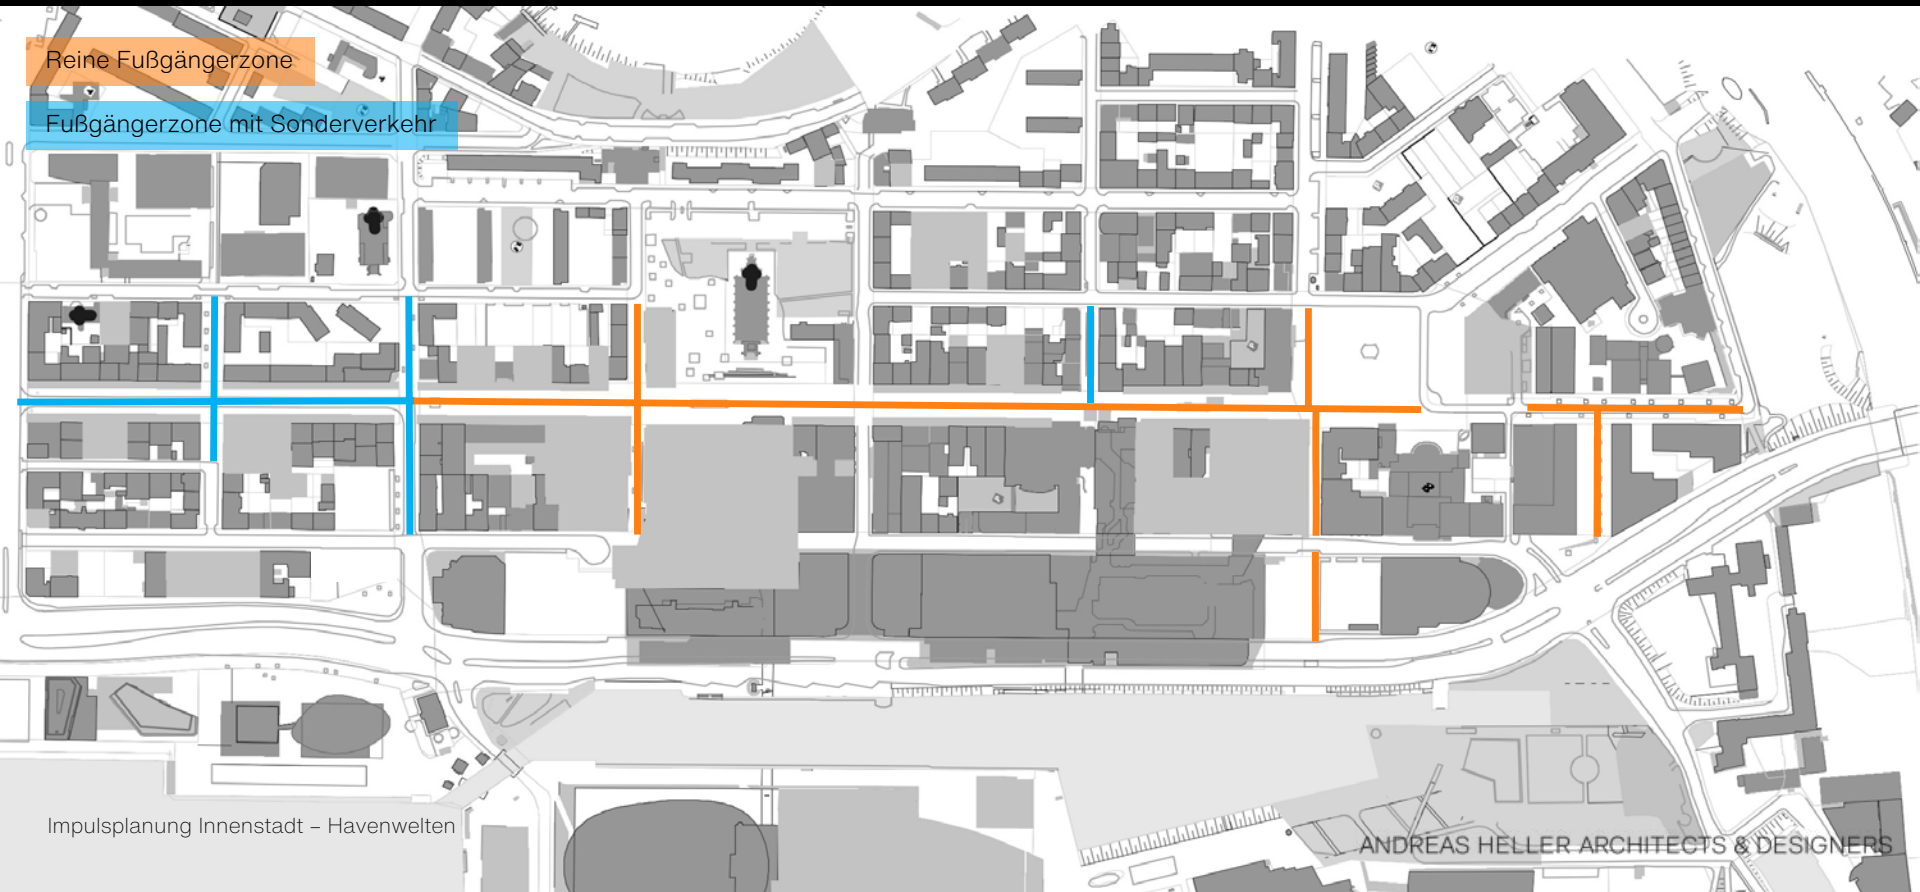 Reine Fußgängerzone
Fußgängerzone mit Sonderverkehr
Impulsplanung Innenstadt – Havenwelten
ANDREAS HELLER ARCHITECTS & DESIGNERS